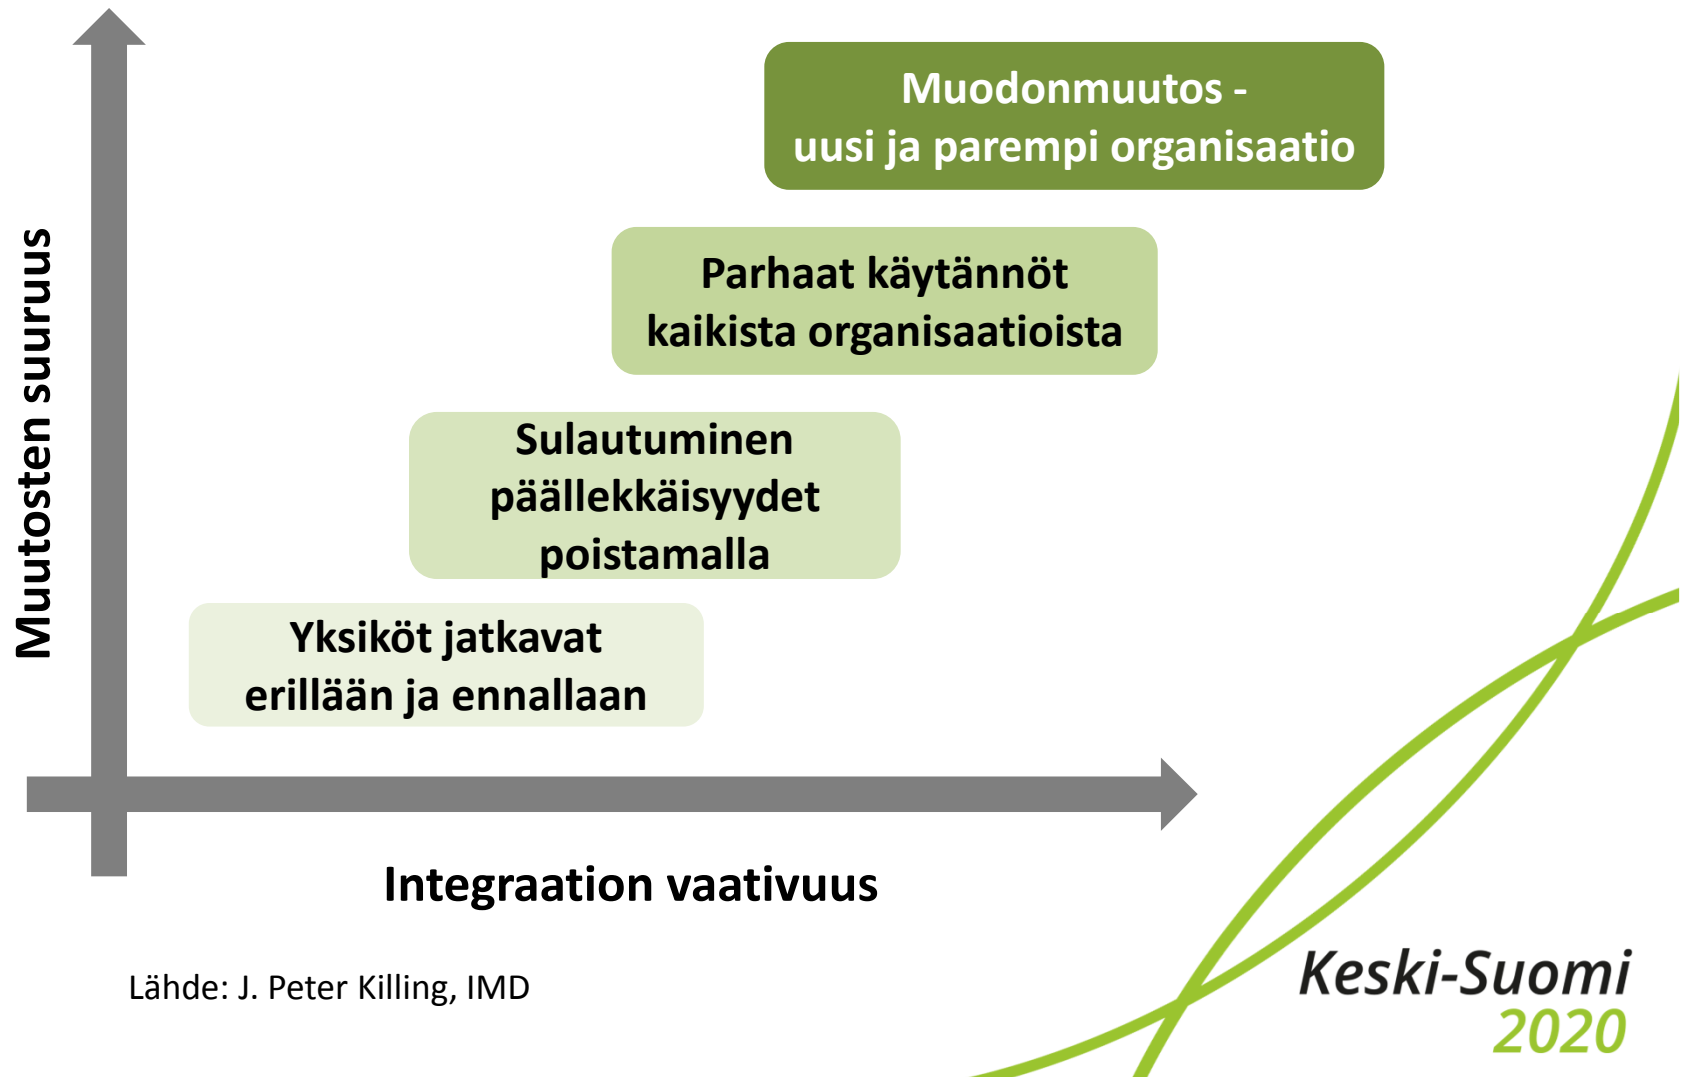 Muodonmuutos -
uusi ja parempi organisaatio
Parhaat käytännöt
kaikista organisaatioista
Sulautuminen
päällekkäisyydet
poistamalla
Yksiköt jatkavat
erillään ja ennallaan
Muutosten suuruus
Integraation vaativuus
Lähde: J. Peter Killing, IMD
Keski-Suomi
2020